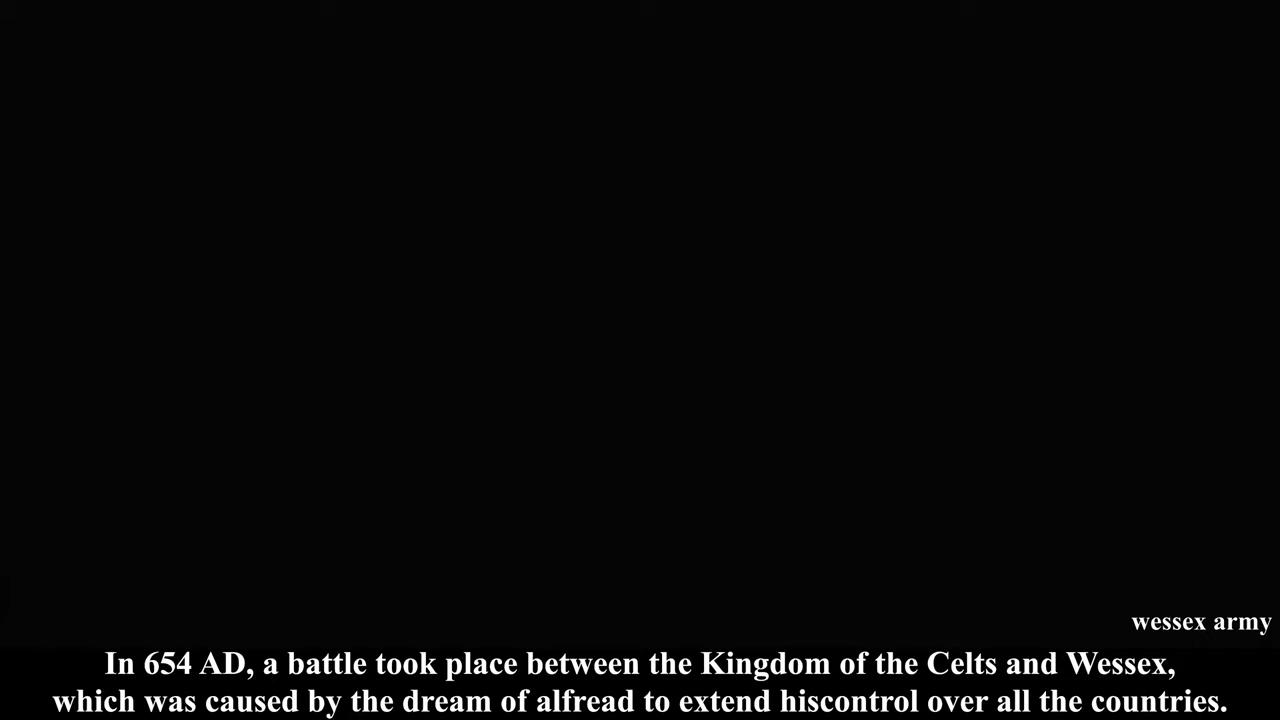 wessex army
In 654 AD, a battle took place between the Kingdom of the Celts and Wessex,
which was caused by the dream of alfread to extend hiscontrol over all the countries.